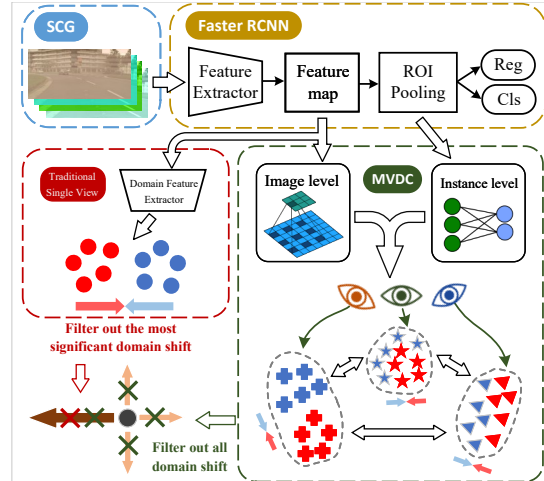 SCG
Faster RCNN
Feature
Extractor
Feature
map
ROI
Pooling
Reg
Cls
Traditional
Single View
Domain Feature
Extractor
Image level
MVDC
Instance level
Filter out the most
significant domain shift
Filter out all
domain shift